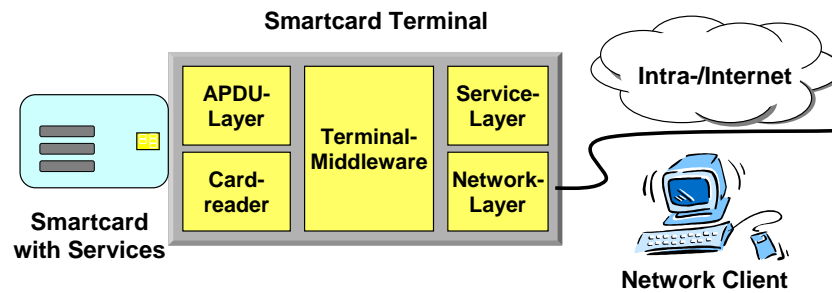 Smartcard Terminal
APDU-
Layer
Card-
reader
Terminal-
Middleware
Service-
Layer
Network-
Layer
Intra-/Internet
Smartcard
with Services
Network Client